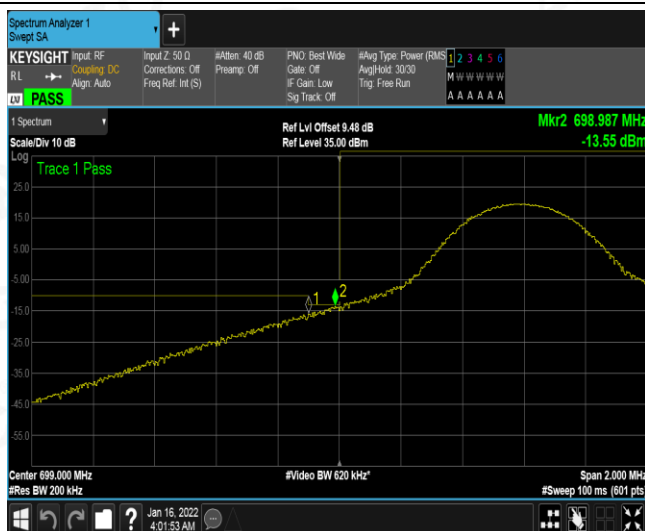 Spectrum Analyzer 1
Swept SA
+
KEYSIGHT
RL
LXI
PASS
Input: RF
Coupling: DC
Align: Auto
Input Z: 50 Ω
Corrections: Off
Freq Ref: Int (S)
#Atten: 40 dB
Preamp: Off
PNO: Best Wide
Gate: Off
IF Gain: Low
Sig Track: Off
#Avg Type: Power (RMS
Avg|Hold: 30/30
Trig: Free Run
1 2 3 4 5 6
M W W W W W
A A A A A A
1 Spectrum
Scale/Div 10 dB
Ref Lvl Offset 9.48 dB
Ref Level 35.00 dBm
Mkr2 698.987 MHz
-13.55 dBm
Log
Trace 1 Pass
25.0
15.0
5.00
-5.00
1
2
-15.0
-25.0
-35.0
-45.0
-55.0
Center 699.000 MHz
#Res BW 200 kHz
#Video BW 620 kHz*
Span 2.000 MHz
#Sweep 100 ms (601 pts)
?
Jan 16, 2022
4:01:53 AM